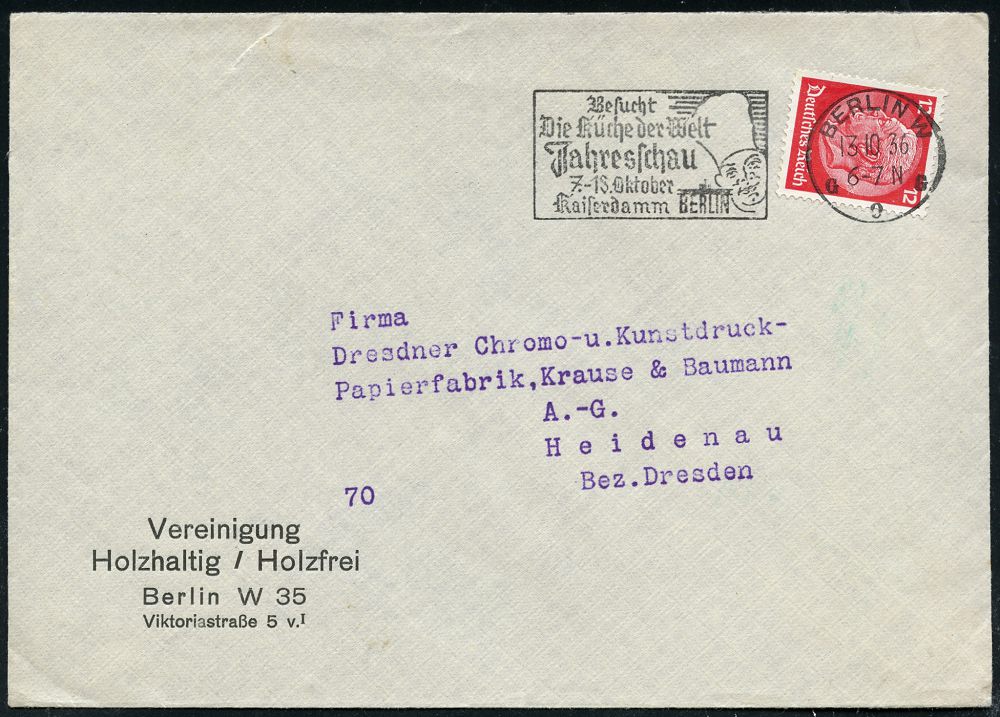 Besucht
Die Küche der Welt
Jahresschau
7.-18.Oktober
Kaiserdamm BERLIN
Deutsches Reich
12
12
BERLIN W
13.10.36
6-7 N
G G
9
Firma
Dresdner Chromo-u.Kunstdruck-
Papierfabrik,Krause & Baumann
A.-G.
Heidenau
Bez.Dresden
70
Vereinigung
Holzhaltig / Holzfrei
Berlin W 35
Viktoriastraße 5 v.I